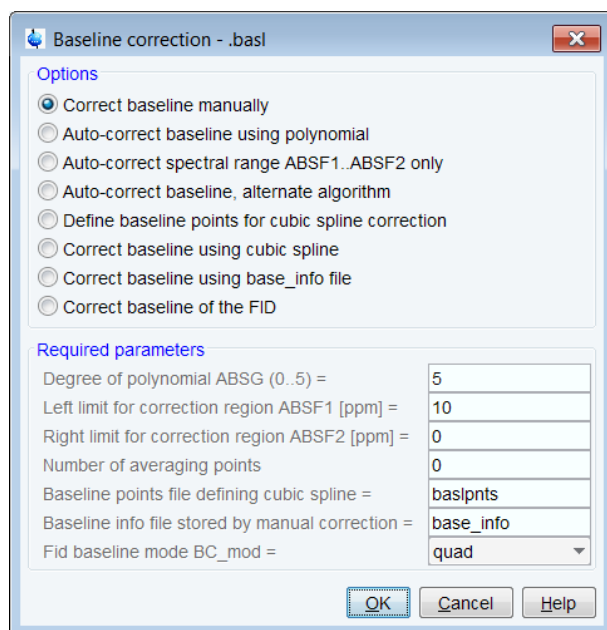 Baseline correction - .basl
Options
Correct baseline manually
Auto-correct baseline using polynomial
Auto-correct spectral range ABSF1..ABSF2 only
Auto-correct baseline, alternate algorithm
Define baseline points for cubic spline correction
Correct baseline using cubic spline
Correct baseline using base_info file
Correct baseline of the FID
Required parameters
Degree of polynomial ABSG (0..5) = 5
Left limit for correction region ABSF1 [ppm] = 10
Right limit for correction region ABSF2 [ppm] = 0
Number of averaging points 0
Baseline points file defining cubic spline = baslpnts
Baseline info file stored by manual correction = base_info
Fid baseline mode BC_mod = quad
OK Cancel Help